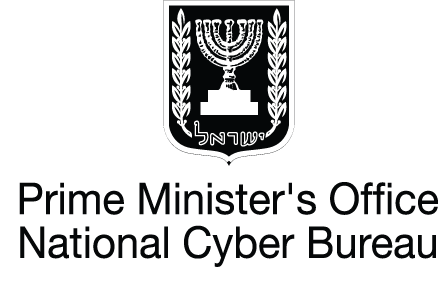 ישראל
Prime Minister's Office
National Cyber Bureau